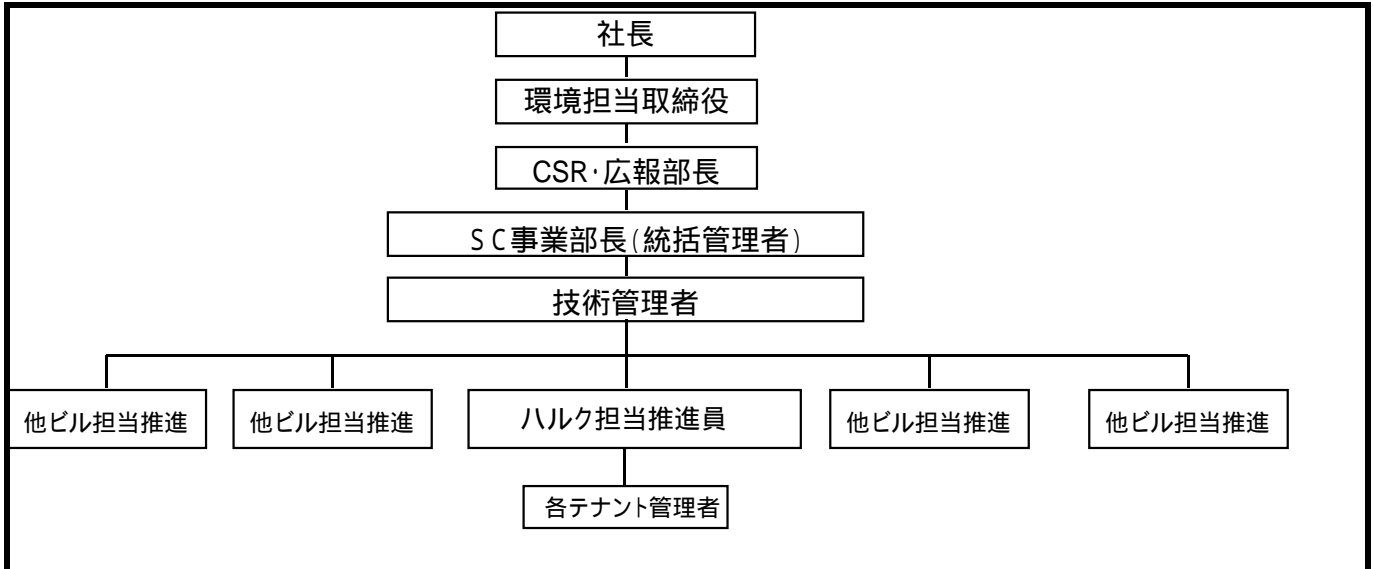 社長
環境担当取締役
CSR・広報部長
SC事業部長(統括管理者)
技術管理者
他ビル担当推進
他ビル担当推進
ハルク担当推進員
他ビル担当推進
他ビル担当推進
各テナント管理者